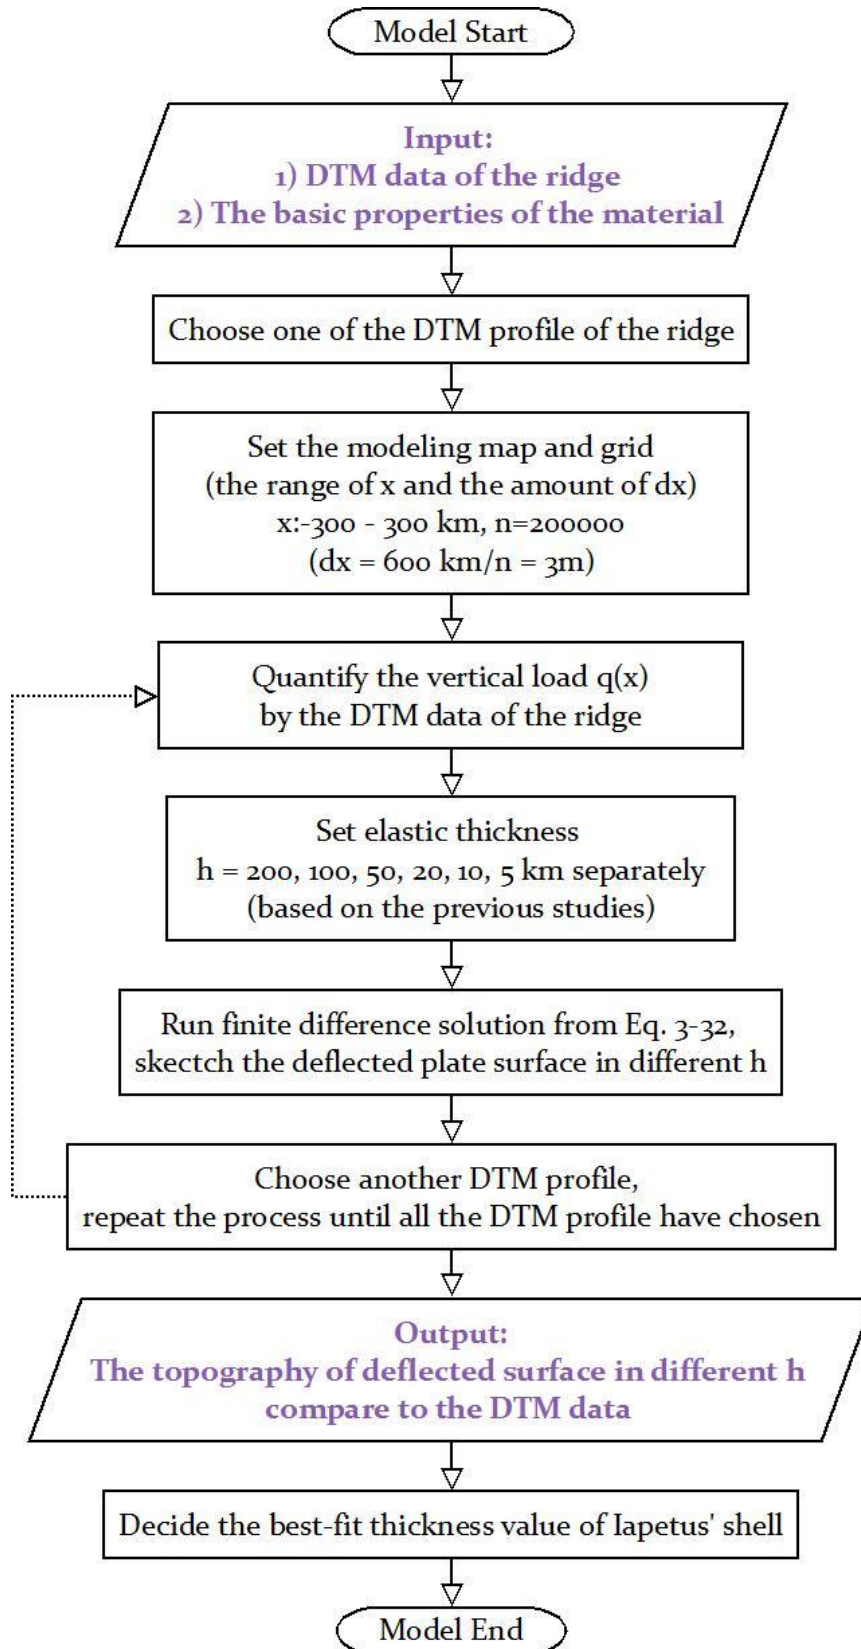 Model Start
Input:
1) DTM data of the ridge
2) The basic properties of the material
Choose one of the DTM profile of the ridge
Set the modeling map and grid
(the range of x and the amount of dx)
x:-300 - 300 km, n=200000
(dx = 600 km/n = 3m)
Quantify the vertical load q(x)
by the DTM data of the ridge
Set elastic thickness
h = 200, 100, 50, 20, 10, 5 km separately
(based on the previous studies)
Run finite difference solution from Eq. 3-32,
skectch the deflected plate surface in different h
Choose another DTM profile,
repeat the process until all the DTM profile have chosen
Output:
The topography of deflected surface in different h
compare to the DTM data
Decide the best-fit thickness value of Iapetus' shell
Model End